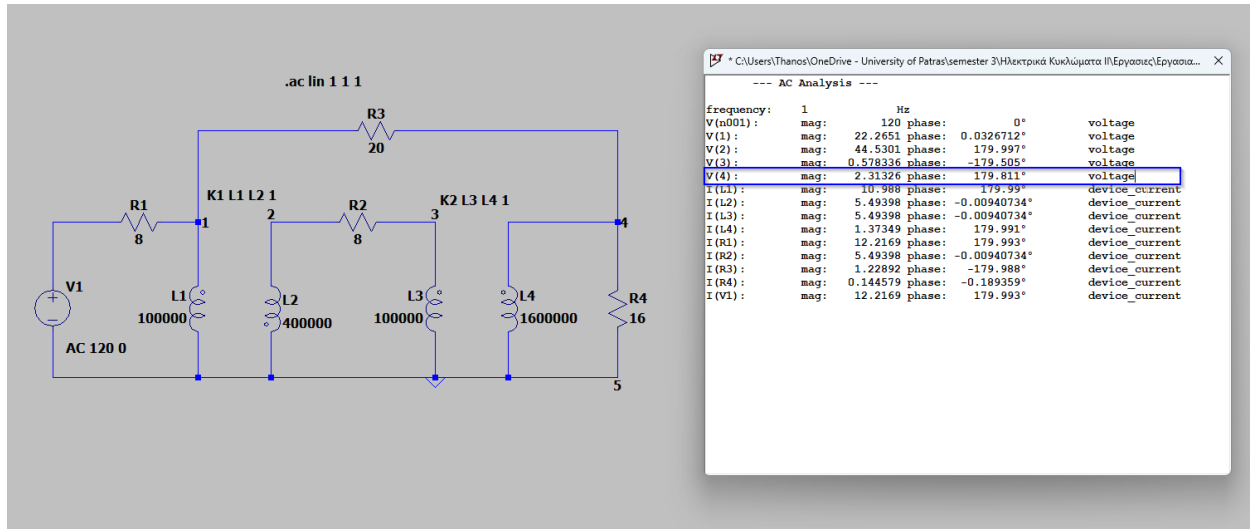 .ac lin 1 1 1
R3
20
K1 L1 L2 1
K2 L3 L4 1
R1
8
1
2
R2
8
3
4
V1
AC 120 0
L1
100000
L2
400000
L3
100000
L4
1600000
R4
16
5
* C:\Users\Thanos\OneDrive - University of Patras\semester 3\Ηλεκτρικά Κυκλώματα II\Εργασιες\Εργασια...
--- AC Analysis ---
frequency: 1 Hz
V(n001): mag: 120 phase: 0° voltage
V(1): mag: 22.2651 phase: 0.0326712° voltage
V(2): mag: 44.5301 phase: 179.997° voltage
V(3): mag: 0.578336 phase: -179.505° voltage
V(4): mag: 2.31326 phase: 179.811° voltage
I(L1): mag: 10.988 phase: 179.99° device_current
I(L2): mag: 5.49398 phase: -0.00940734° device_current
I(L3): mag: 5.49398 phase: -0.00940734° device_current
I(L4): mag: 1.37349 phase: 179.991° device_current
I(R1): mag: 12.2169 phase: 179.993° device_current
I(R2): mag: 5.49398 phase: -0.00940734° device_current
I(R3): mag: 1.22892 phase: -179.988° device_current
I(R4): mag: 0.144579 phase: -0.189359° device_current
I(V1): mag: 12.2169 phase: 179.993° device_current